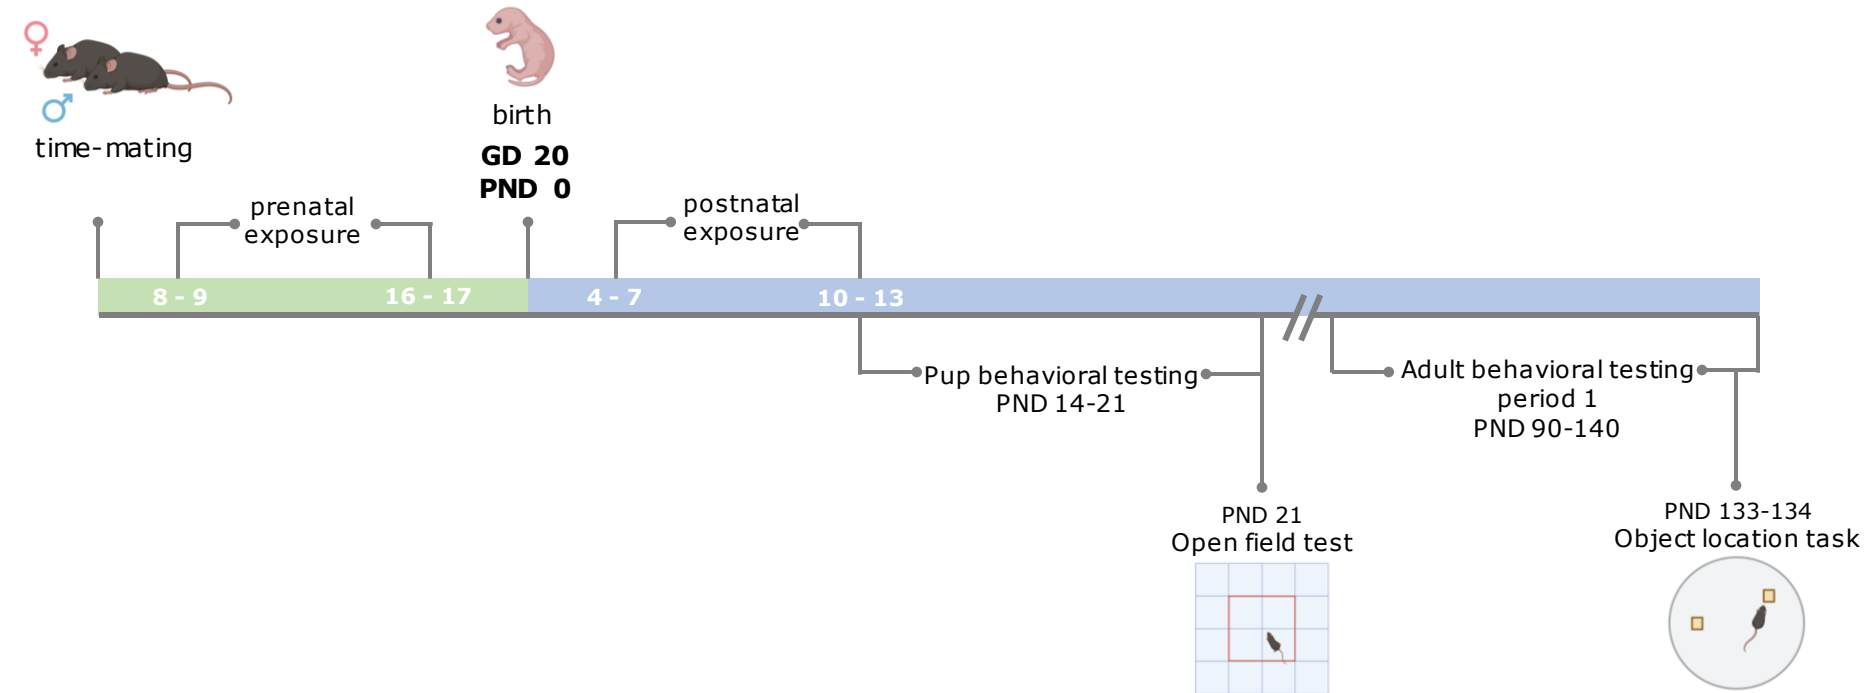 time-mating
birth
GD 20
PND 0
prenatal
exposure
postnatal
exposure
8 - 9
16 - 17
4 - 7
10 - 13
Pup behavioral testing
PND 14-21
Adult behavioral testing
period 1
PND 90-140
PND 21
Open field test
PND 133-134
Object location task